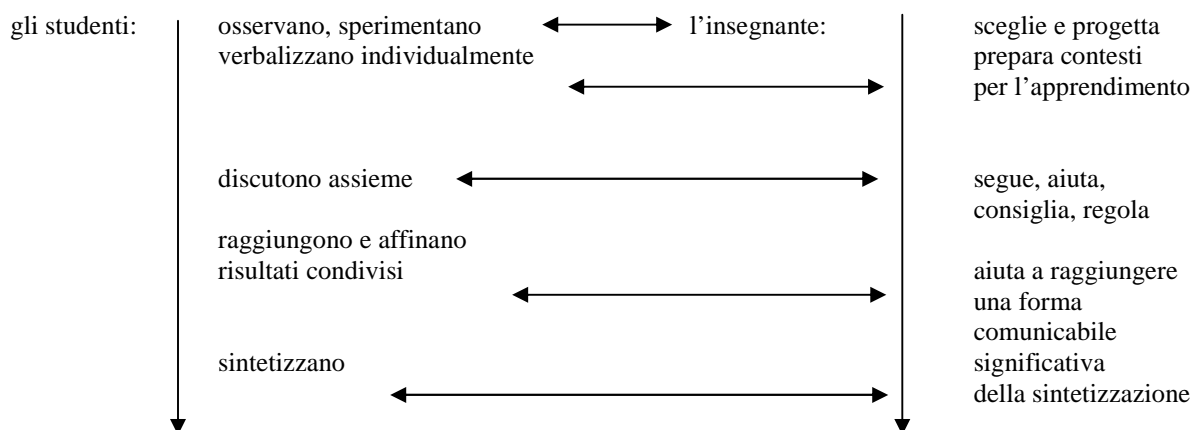 gli studenti: osservano, sperimentano l'insegnante: sceglie e progetta
verbalizzano individualmente prepara contesti
per l'apprendimento
discutono assieme segue, aiuta,
consiglia, regola
raggiungono e affinano
risultati condivisi aiuta a raggiungere
una forma
comunicabile
sintetizzano significativa
della sintetizzazione